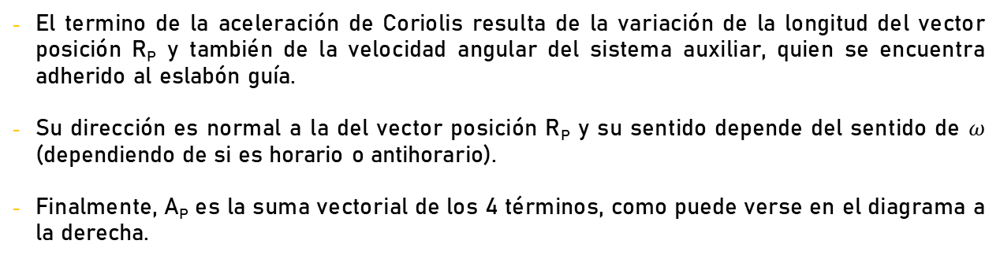 - El termino de la aceleración de Coriolis resulta de la variación de la longitud del vector
posición R_P y también de la velocidad angular del sistema auxiliar, quien se encuentra
adherido al eslabón guía.
- Su dirección es normal a la del vector posición R_P y su sentido depende del sentido de ω
(dependiendo de si es horario o antihorario).
- Finalmente, A_P es la suma vectorial de los 4 términos, como puede verse en el diagrama a
la derecha.